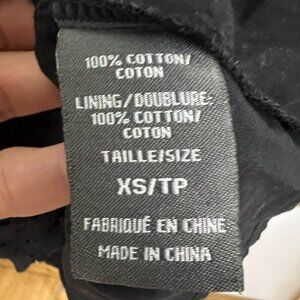 100% COTTON/
COTON
LINING/DOUBLURE:
100% COTTON/
COTON
TAILLE/SIZE
XS/TP
FABRIQUÉ EN CHINE
MADE IN CHINA